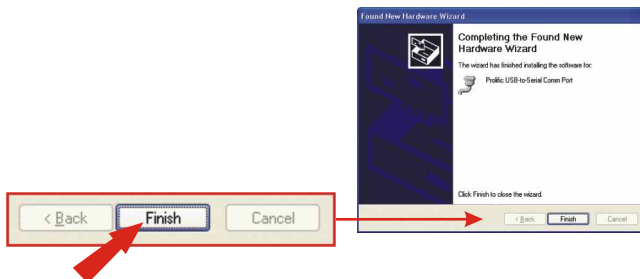 Found New Hardware Wizard
Completing the Found New
Hardware Wizard
The wizard has finished installing the software for:
Prolific USB-to-Serial Comm Port
Click Finish to close the wizard.
< Back Finish Cancel
< Back Finish Cancel